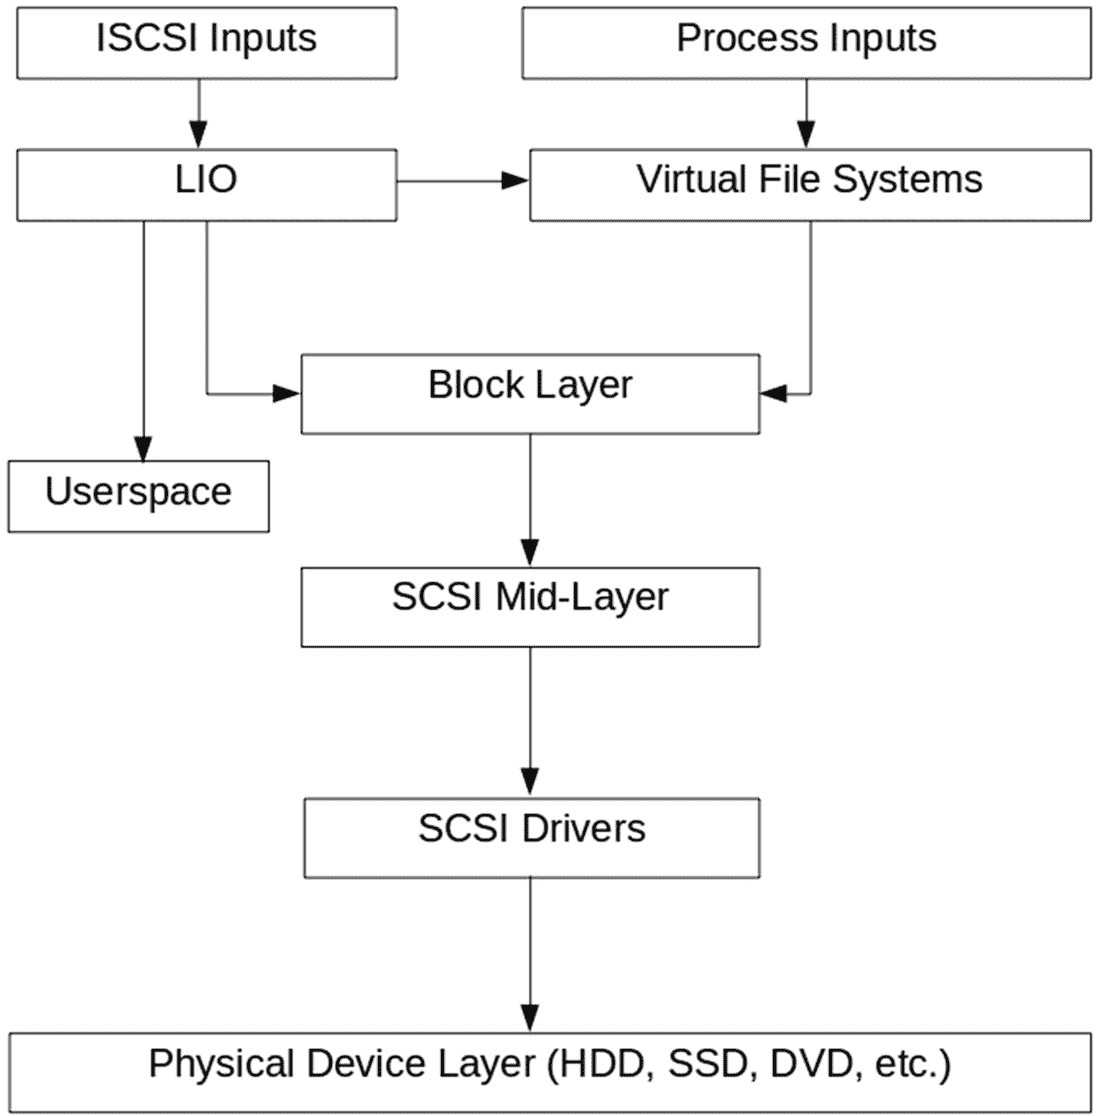 ISCSI Inputs
Process Inputs
LIO
Virtual File Systems
Block Layer
Userspace
SCSI Mid-Layer
SCSI Drivers
Physical Device Layer (HDD, SSD, DVD, etc.)